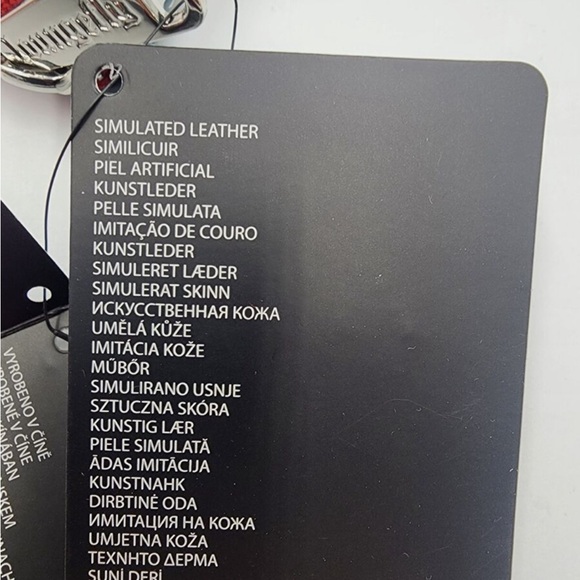 SIMULATED LEATHER
SIMILICUIR
PIEL ARTIFICIAL
KUNSTLEDER
PELLE SIMULATA
IMITAÇÃO DE COURO
KUNSTLEDER
SIMULERET LÆDER
SIMULERAT SKINN
ИСКУССТВЕННАЯ КОЖА
UMĚLÁ KŮŽE
IMITÁCIA KOŽE
MŰBŐR
SIMULIRANO USNJE
SZTUCZNA SKÓRA
KUNSTIG LÆR
PIELE SIMULATĂ
ĀDAS IMITĀCIJA
KUNSTNAHK
DIRBTINĖ ODA
ИМИТАЦИЯ НА КОЖА
UMJETNA KOŽA
ΤΕΧΝΗΤΟ ΔΕΡΜΑ
SUNİ DERİ
VYROBENO V ČÍNĚ